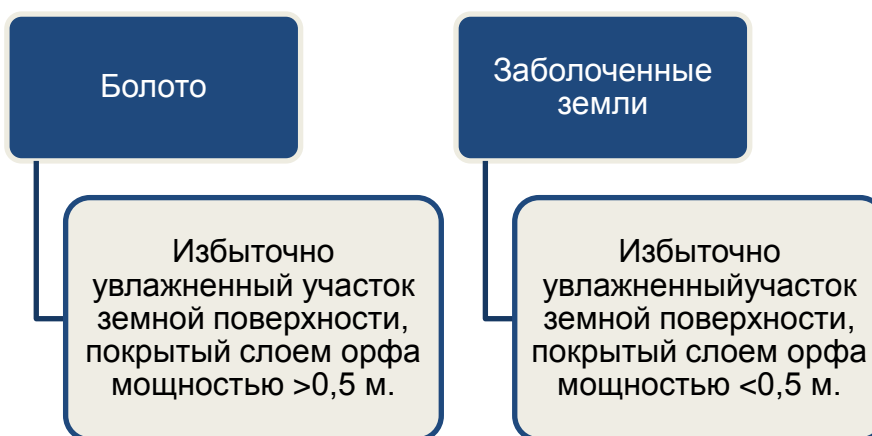 Болото
Избыточно
увлажненный участок
земной поверхности,
покрытый слоем орфа
мощностью >0,5 м.
Заболоченные
земли
Избыточно
увлажненныйучасток
земной поверхности,
покрытый слоем орфа
мощностью <0,5 м.